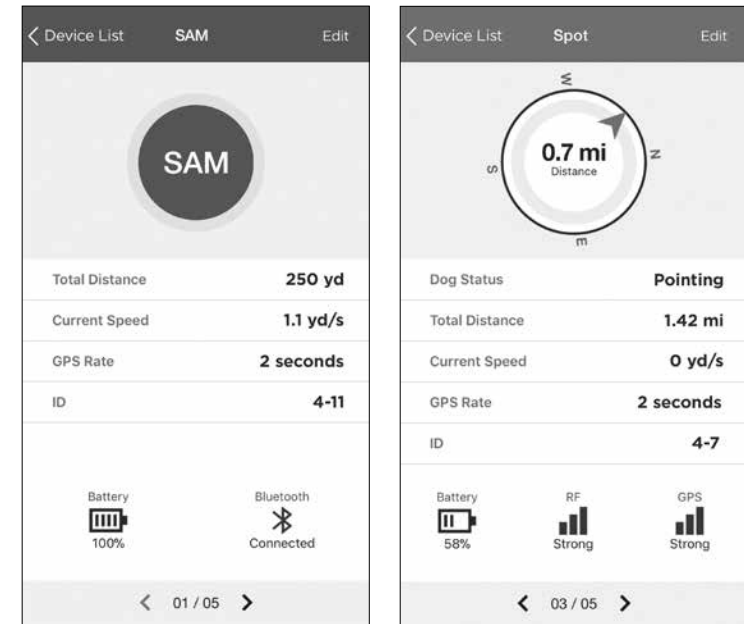 Device List SAM Edit
SAM
Total Distance 250 yd
Current Speed 1.1 yd/s
GPS Rate 2 seconds
ID 4-11
Battery Bluetooth
100% Connected
01 / 05
Device List Spot Edit
W
N
S
E
0.7 mi
Distance
Dog Status Pointing
Total Distance 1.42 mi
Current Speed 0 yd/s
GPS Rate 2 seconds
ID 4-7
Battery RF GPS
58% Strong Strong
03 / 05